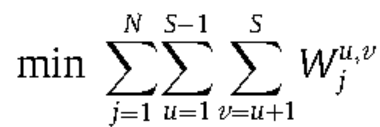 min ∑_{j=1}^{N} ∑_{u=1}^{S-1} ∑_{v=u+1}^{S} W_j^{u,v}